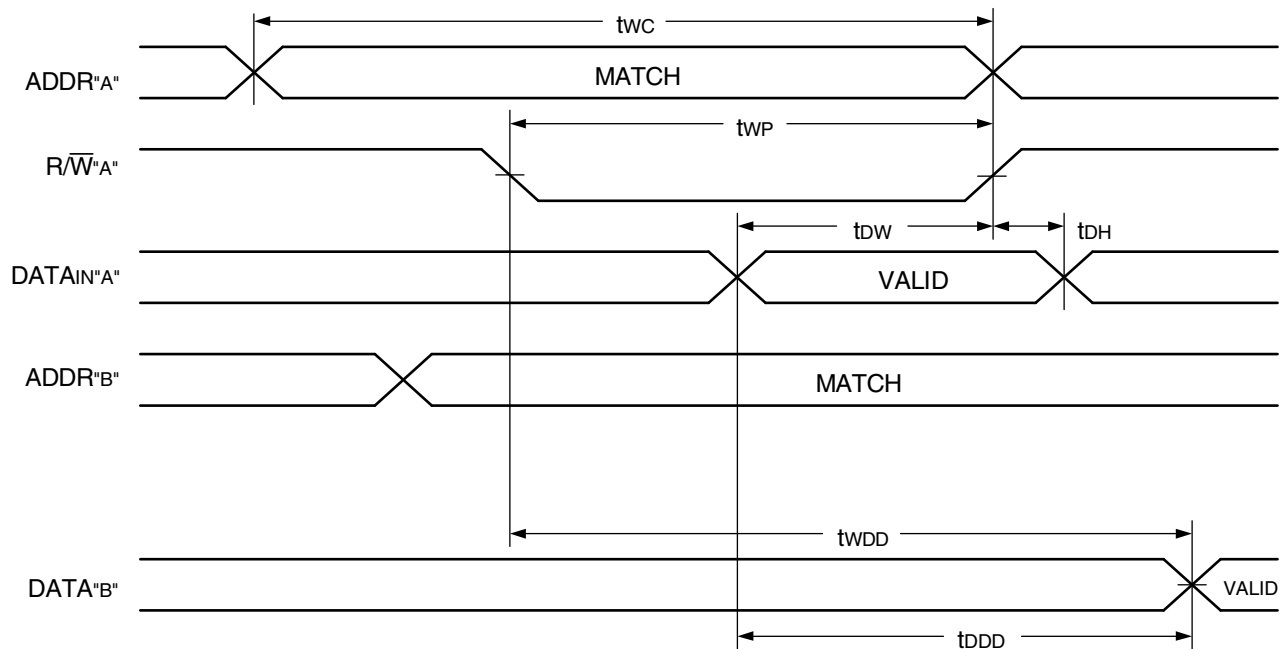 tWC
ADDR"A" MATCH
tWP
R/W̅"A"
tDW tDH
DATAIN"A" VALID
ADDR"B" MATCH
tWDD
DATA"B" VALID
tDDD